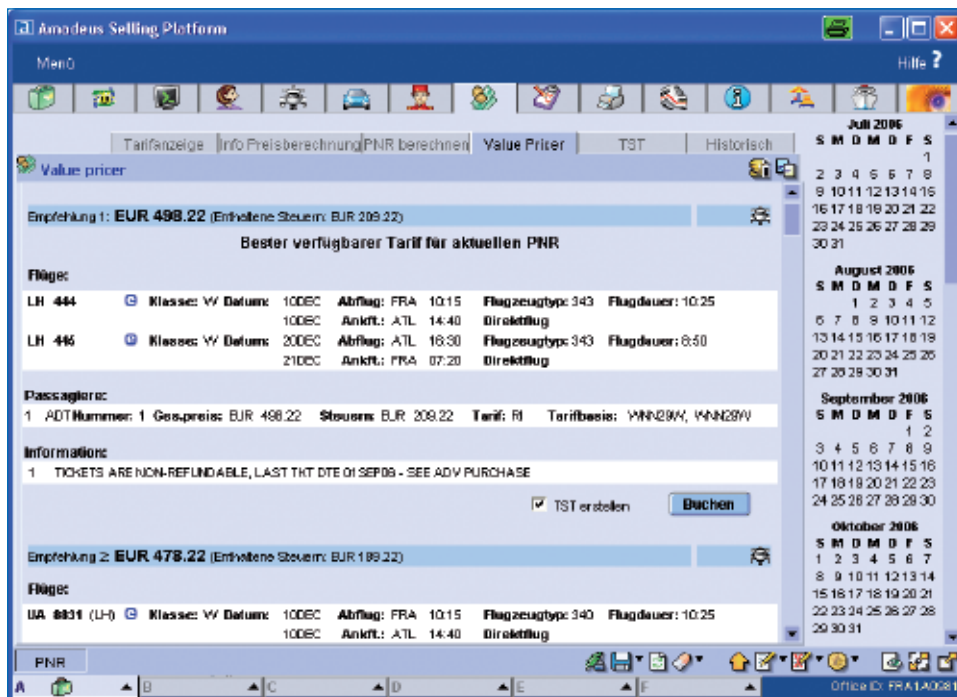 Amadeus Selling Platform
Menü
Hilfe ?
Tarifanzeige Info Preisberechnung PNR berechnen Value Pricer TST Historisch
Value pricer
Empfehlung 1: EUR 498.22 (Enthaltene Steuern: EUR 209.22)
Bester verfügbarer Tarif für aktuellen PNR
Flüge:
LH 444 Klasse: W Datum: 10DEC Abflug: FRA 10:15 Flugzeugtyp: 343 Flugdauer: 10:25
10DEC Ankft.: ATL 14:40 Direktflug
LH 445 Klasse: W Datum: 20DEC Abflug: ATL 16:30 Flugzeugtyp: 343 Flugdauer: 8:50
21DEC Ankft.: FRA 07:20 Direktflug
Passagiere:
1 ADT Nummer: 1 Ges.preis: EUR 498.22 Steuern: EUR 209.22 Tarif: Tarifbasis:
Information:
1 TICKETS ARE NON-REFUNDABLE, LAST TKT DTE 01SEP06 - SEE ADV PURCHASE
TST erstellen Buchen
Empfehlung 2: EUR 478.22 (Enthaltene Steuern: EUR 189.22)
Flüge:
UA 8831 (LH) Klasse: W Datum: 10DEC Abflug: FRA 10:15 Flugzeugtyp: 340 Flugdauer: 10:25
10DEC Ankft.: ATL 14:40 Direktflug
Juli 2006
S M D M D F S
1
2 3 4 5 6 7 8
9 10 11 12 13 14 15
16 17 18 19 20 21 22
23 24 25 26 27 28 29
30 31
August 2006
S M D M D F S
1 2 3 4 5
6 7 8 9 10 11 12
13 14 15 16 17 18 19
20 21 22 23 24 25 26
27 28 29 30 31
September 2006
S M D M D F S
1 2
3 4 5 6 7 8 9
10 11 12 13 14 15 16
17 18 19 20 21 22 23
24 25 26 27 28 29 30
Oktober 2006
S M D M D F S
1 2 3 4 5 6 7
8 9 10 11 12 13 14
15 16 17 18 19 20 21
22 23 24 25 26 27 28
29 30 31
PNR
A B C D E F
Office ID: FRA1A0981